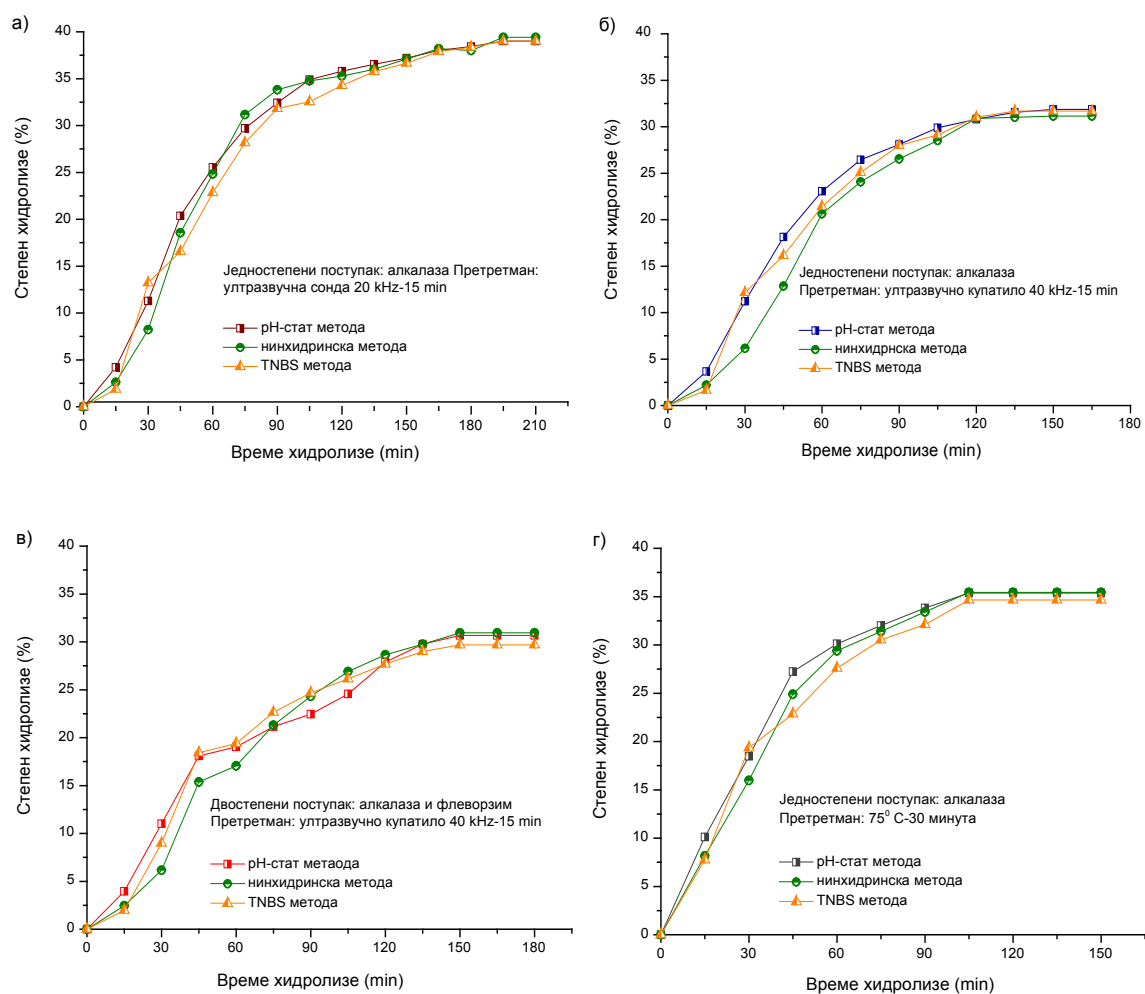 а)
40
35
30
25
20
15
10
5
0
Степен хидролизе (%)
0 30 60 90 120 150 180 210
Време хидролизе (min)
Једностепени поступак: алкалаза Претретман:
ултразвучна сонда 20 kHz-15 min
pH-стат метода
нинхидринска метода
TNBS метода
б)
40
35
30
25
20
15
10
5
0
Степен хидролизе (%)
0 30 60 90 120 150 180
Време хидролизе (min)
Једностепени поступак: алкалаза
Претретман: ултразвучно купатило 40 kHz-15 min
pH-стат метода
нинхидрнска метода
TNBS метода
в)
40
35
30
25
20
15
10
5
0
Степен хидролизе (%)
0 30 60 90 120 150 180
Време хидролизе (min)
Двостепени поступак: алкалаза и флеворзим
Претретман: ултразвучно купатило 40 kHz-15 min
pH-стат метаода
нинхидринска метода
TNBS метода
г)
40
35
30
25
20
15
10
5
0
Степен хидролизе (%)
0 30 60 90 120 150
Време хидролизе (min)
Једностепени поступак: алкалаза
Претретман: 75⁰ C-30 минута
pH-стат метода
нинхидринска метода
TNBS метода